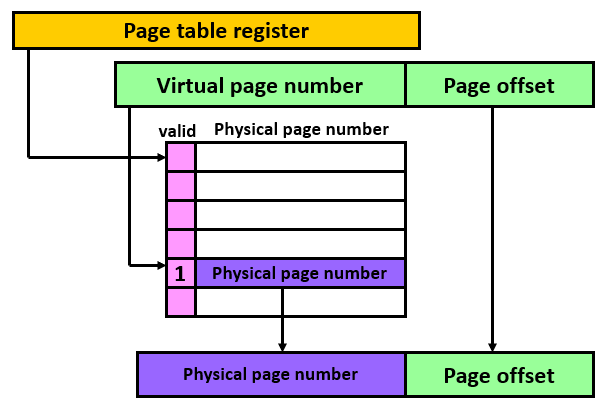 Page table register
Virtual page number
Page offset
valid
Physical page number
1
Physical page number
Physical page number
Page offset